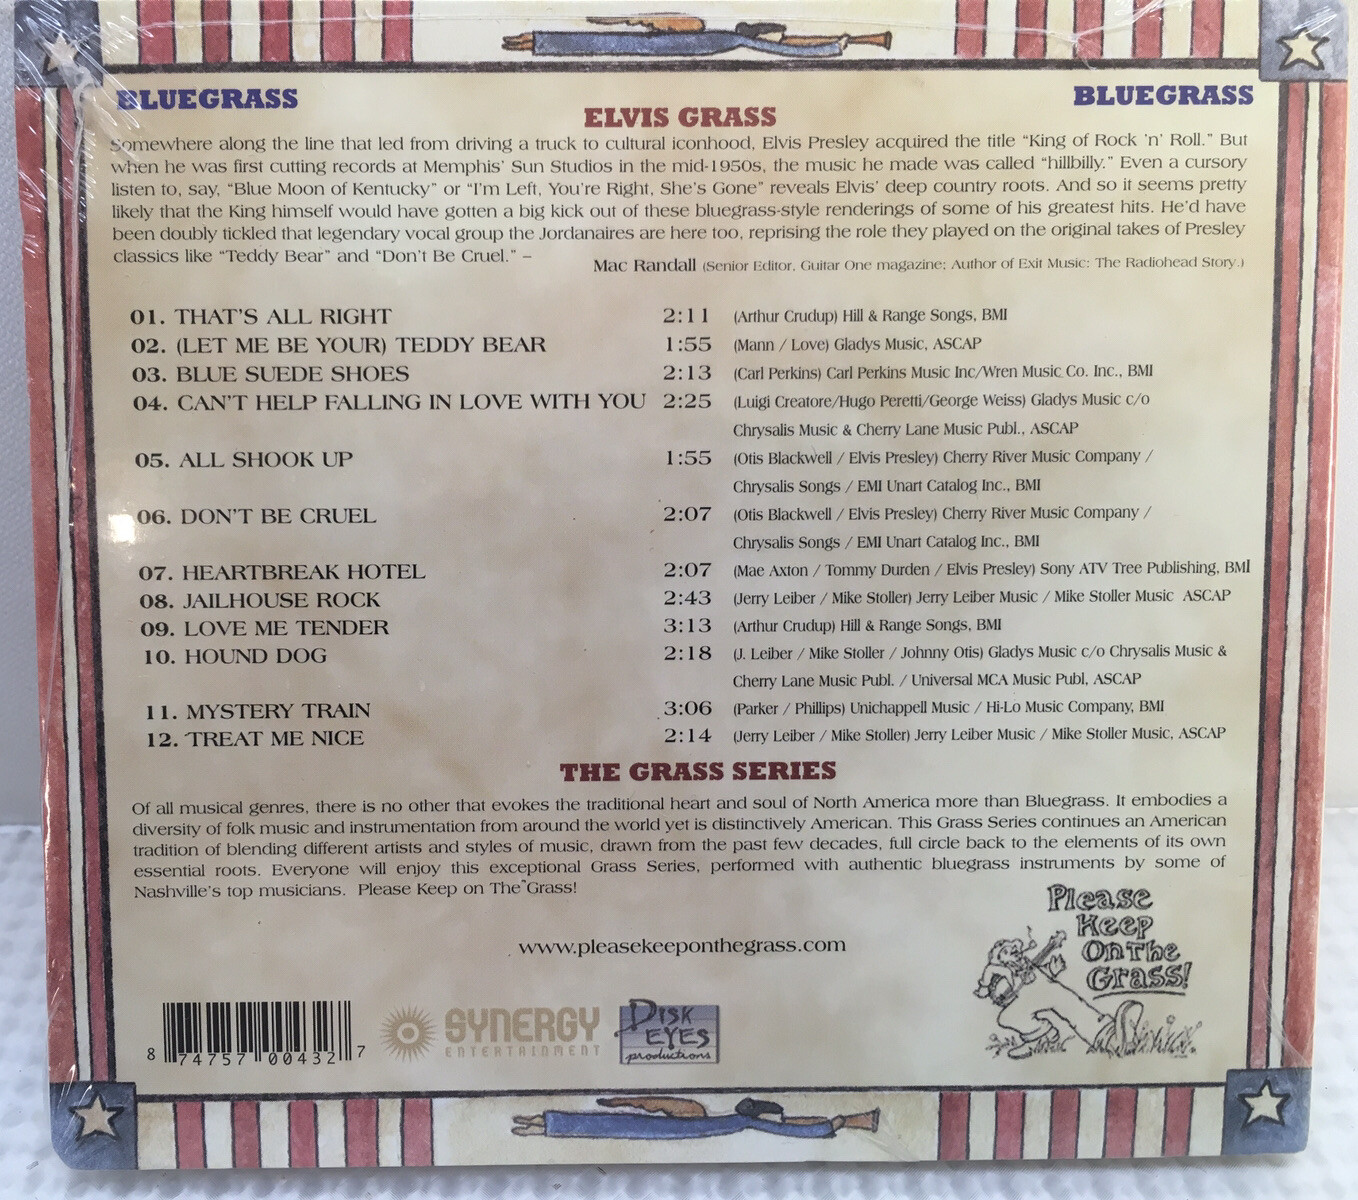 BLUEGRASS
BLUEGRASS
ELVIS GRASS
Somewhere along the line that led from driving a truck to cultural iconhood, Elvis Presley acquired the title “King of Rock 'n' Roll.” But
when he was first cutting records at Memphis' Sun Studios in the mid-1950s, the music he made was called “hillbilly.” Even a cursory
listen to, say, “Blue Moon of Kentucky” or “I'm Left, You're Right, She's Gone” reveals Elvis' deep country roots. And so it seems pretty
likely that the King himself would have gotten a big kick out of these bluegrass-style renderings of some of his greatest hits. He'd have
been doubly tickled that legendary vocal group the Jordanaires are here too, reprising the role they played on the original takes of Presley
classics like “Teddy Bear” and “Don't Be Cruel.” –
Mac Randall (Senior Editor, Guitar One magazine; Author of Exit Music: The Radiohead Story.)
01. THAT'S ALL RIGHT 2:11 (Arthur Crudup) Hill & Range Songs, BMI
02. (LET ME BE YOUR) TEDDY BEAR 1:55 (Mann / Love) Gladys Music, ASCAP
03. BLUE SUEDE SHOES 2:13 (Carl Perkins) Carl Perkins Music Inc/Wren Music Co. Inc., BMI
04. CAN'T HELP FALLING IN LOVE WITH YOU 2:25 (Luigi Creatore/Hugo Peretti/George Weiss) Gladys Music c/o
Chrysalis Music & Cherry Lane Music Publ., ASCAP
05. ALL SHOOK UP 1:55 (Otis Blackwell / Elvis Presley) Cherry River Music Company /
Chrysalis Songs / EMI Unart Catalog Inc., BMI
06. DON'T BE CRUEL 2:07 (Otis Blackwell / Elvis Presley) Cherry River Music Company /
Chrysalis Songs / EMI Unart Catalog Inc., BMI
07. HEARTBREAK HOTEL 2:07 (Mae Axton / Tommy Durden / Elvis Presley) Sony ATV Tree Publishing, BMI
08. JAILHOUSE ROCK 2:43 (Jerry Leiber / Mike Stoller) Jerry Leiber Music / Mike Stoller Music ASCAP
09. LOVE ME TENDER 3:13 (Arthur Crudup) Hill & Range Songs, BMI
10. HOUND DOG 2:18 (J. Leiber / Mike Stoller / Johnny Otis) Gladys Music c/o Chrysalis Music &
Cherry Lane Music Publ. / Universal MCA Music Publ, ASCAP
11. MYSTERY TRAIN 3:06 (Parker / Phillips) Unichappell Music / Hi-Lo Music Company, BMI
12. TREAT ME NICE 2:14 (Jerry Leiber / Mike Stoller) Jerry Leiber Music / Mike Stoller Music, ASCAP
THE GRASS SERIES
Of all musical genres, there is no other that evokes the traditional heart and soul of North America more than Bluegrass. It embodies a
diversity of folk music and instrumentation from around the world yet is distinctively American. This Grass Series continues an American
tradition of blending different artists and styles of music, drawn from the past few decades, full circle back to the elements of its own
essential roots. Everyone will enjoy this exceptional Grass Series, performed with authentic bluegrass instruments by some of
Nashville's top musicians. Please Keep on The Grass!
www.pleasekeeponthegrass.com
Please
Keep
On The
Grass!
SYNERGY
ENTERTAINMENT
DISK
EYES
productions
8 74757 00432 7